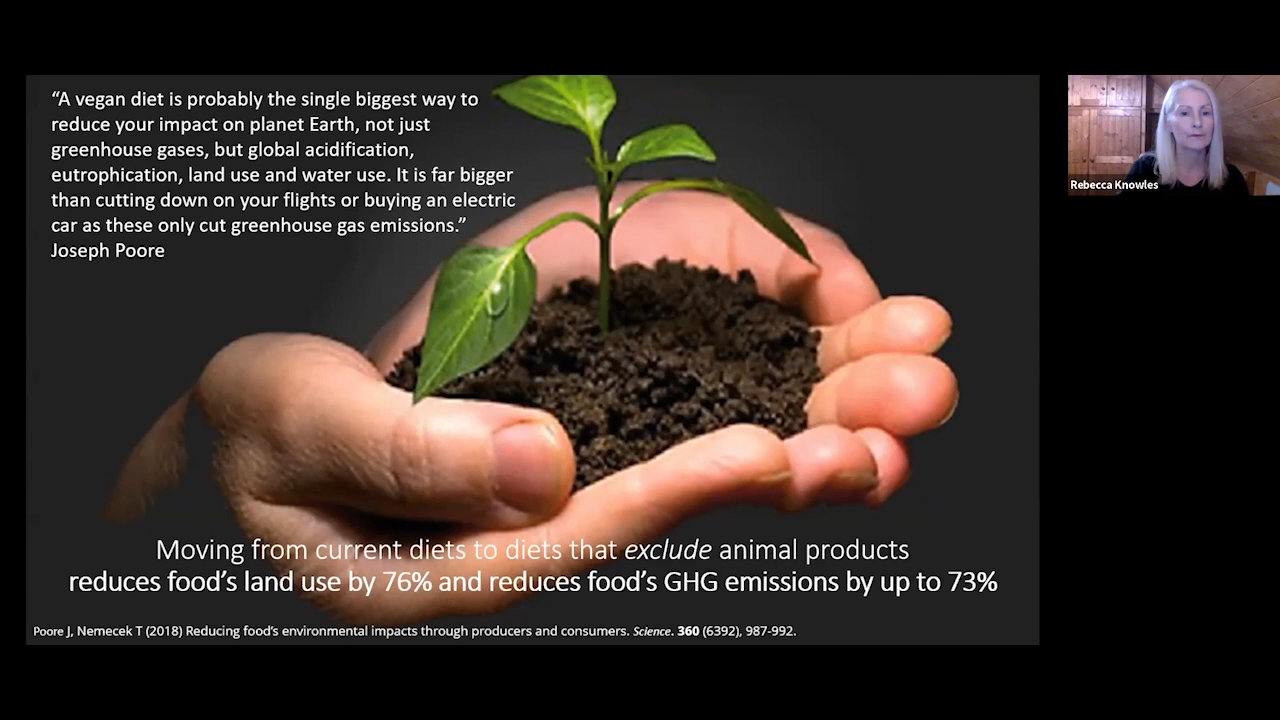 “A vegan diet is probably the single biggest way to
reduce your impact on planet Earth, not just
greenhouse gases, but global acidification,
eutrophication, land use and water use. It is far bigger
than cutting down on your flights or buying an electric
car as these only cut greenhouse gas emissions.”
Joseph Poore
Rebecca Knowles
Moving from current diets to diets that exclude animal products
reduces food’s land use by 76% and reduces food’s GHG emissions by up to 73%
Poore J, Nemecek T (2018) Reducing food’s environmental impacts through producers and consumers. Science. 360 (6392), 987-992.